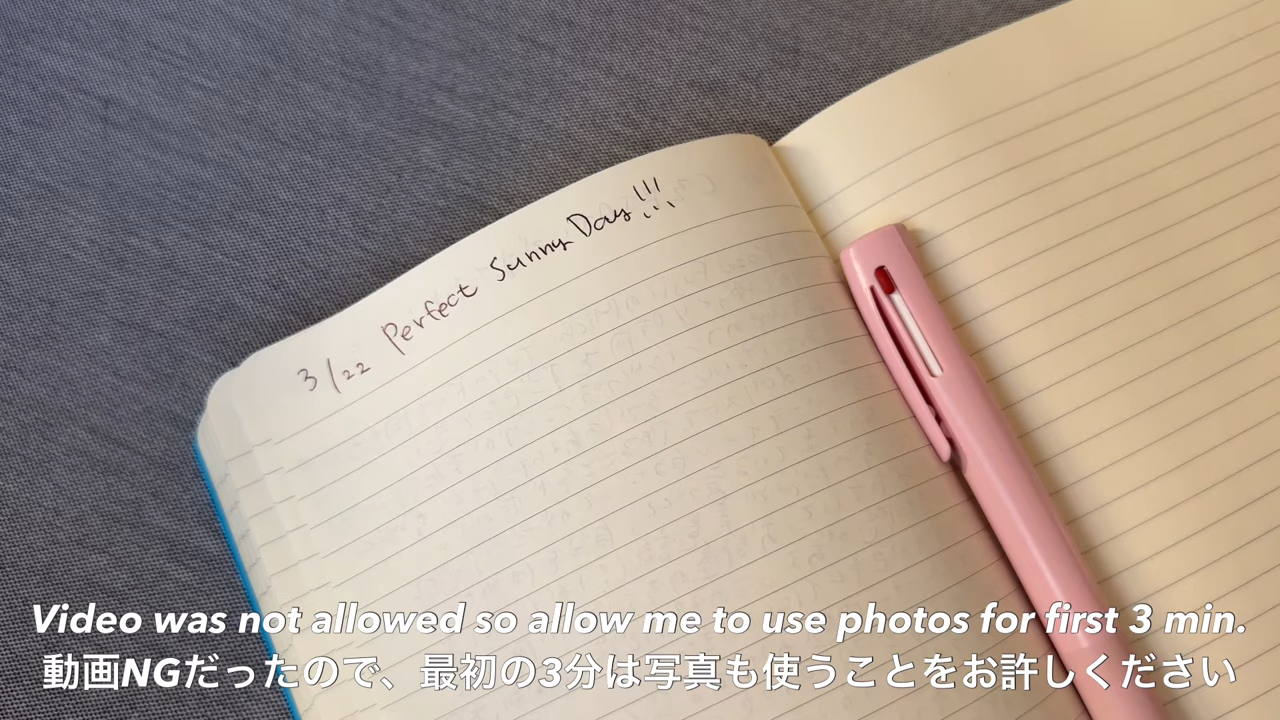 3/22 Perfect Sunny Day!!!
Video was not allowed so allow me to use photos for first 3 min.
動画NGだったので、最初の3分は写真も使うことをお許しください